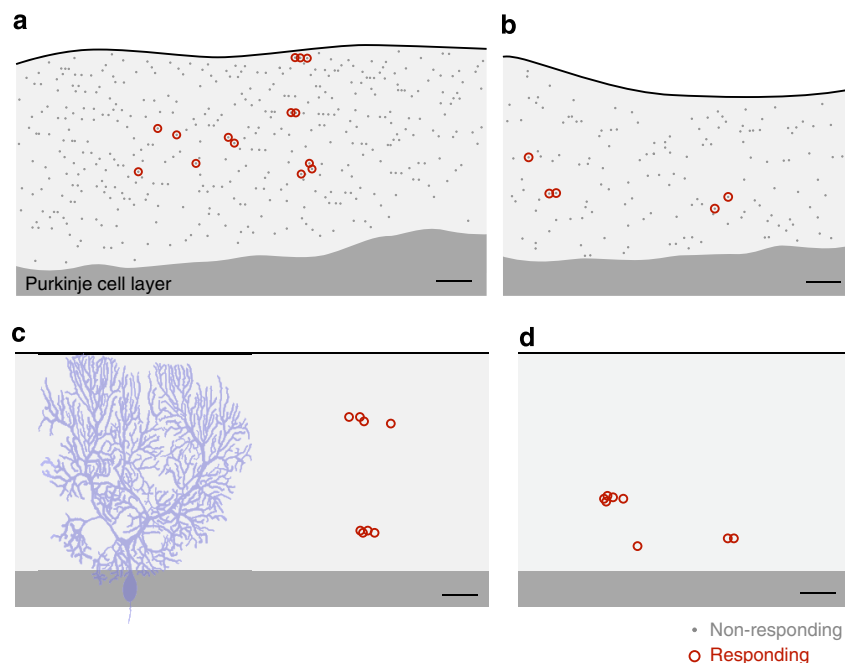 a
b
Purkinje cell layer
c
d
Non-responding
Responding